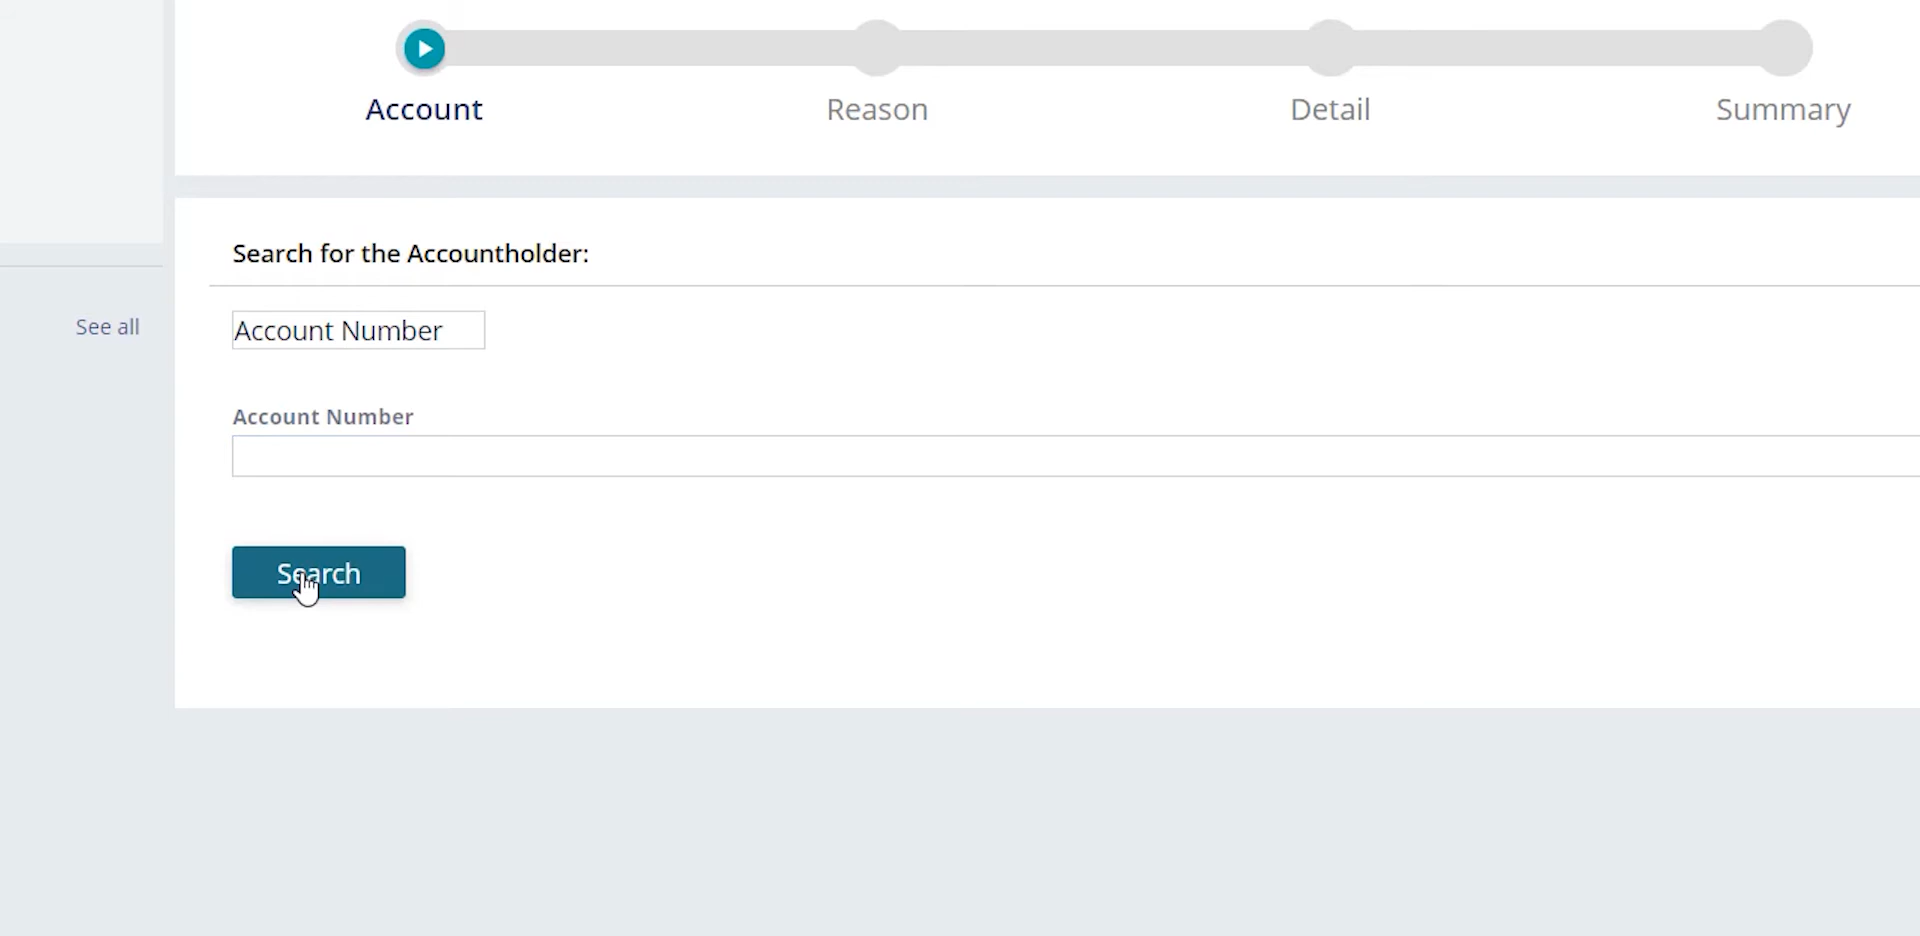 Account
Reason
Detail
Summary
Search for the Accountholder:
See all
Account Number
Account Number
Search